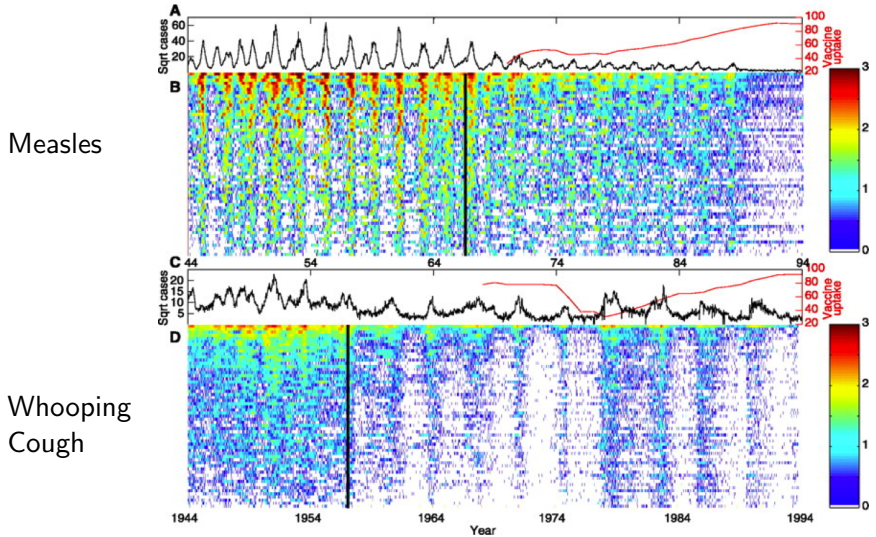 A
Sqrt cases
60
40
20
100
80
60
40
20
Vaccine
uptake
B
3
2
1
0
Measles
44
54
64
74
84
94
C
Sqrt cases
20
15
10
5
100
80
60
40
20
Vaccine
uptake
D
3
2
1
0
Whooping
Cough
1944
1954
1964
1974
1984
1994
Year